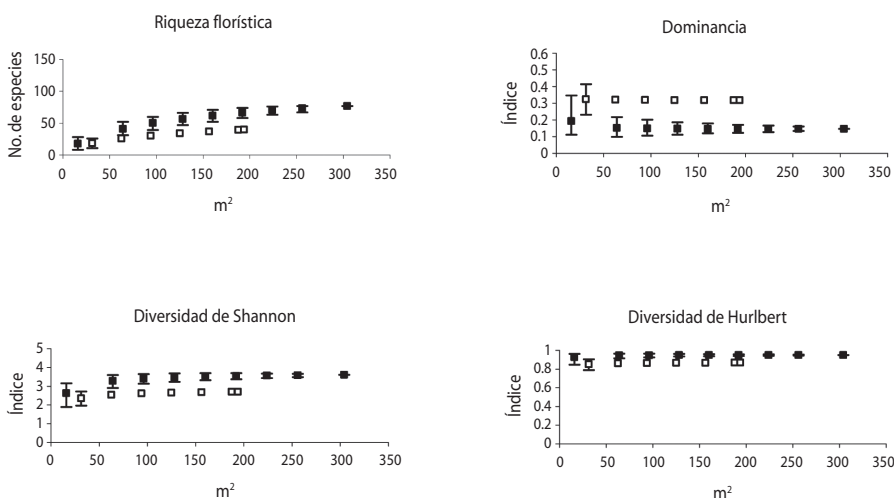 Riqueza florística
No. de especies
150
100
50
0
0 50 100 150 200 250 300 350
m²
Dominancia
Índice
0.6
0.5
0.4
0.3
0.2
0.1
0
0 50 100 150 200 250 300 350
m²
Diversidad de Shannon
Índice
5
4
3
2
1
0
0 50 100 150 200 250 300 350
m²
Diversidad de Hurlbert
Índice
1
0.8
0.6
0.4
0.2
0
0 50 100 150 200 250 300 350
m²